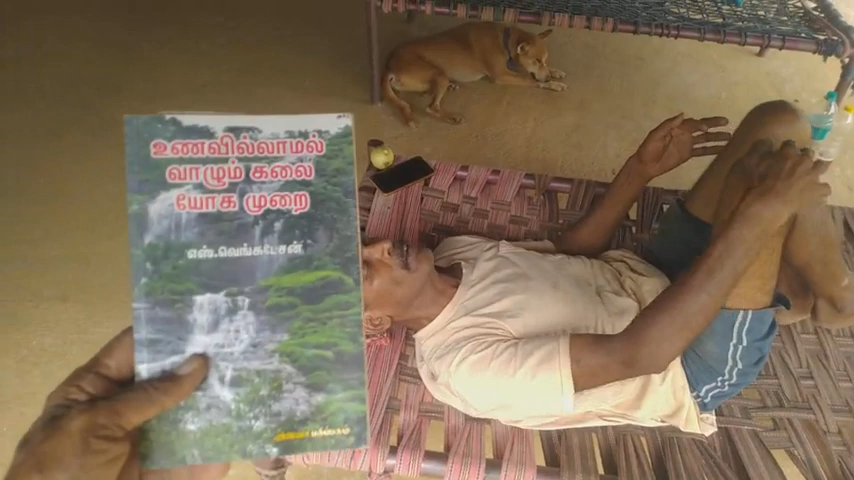 உணவில்லாமல்
வாழும் கலை
யோக முறை
எஸ்.வெங்கடேசன்